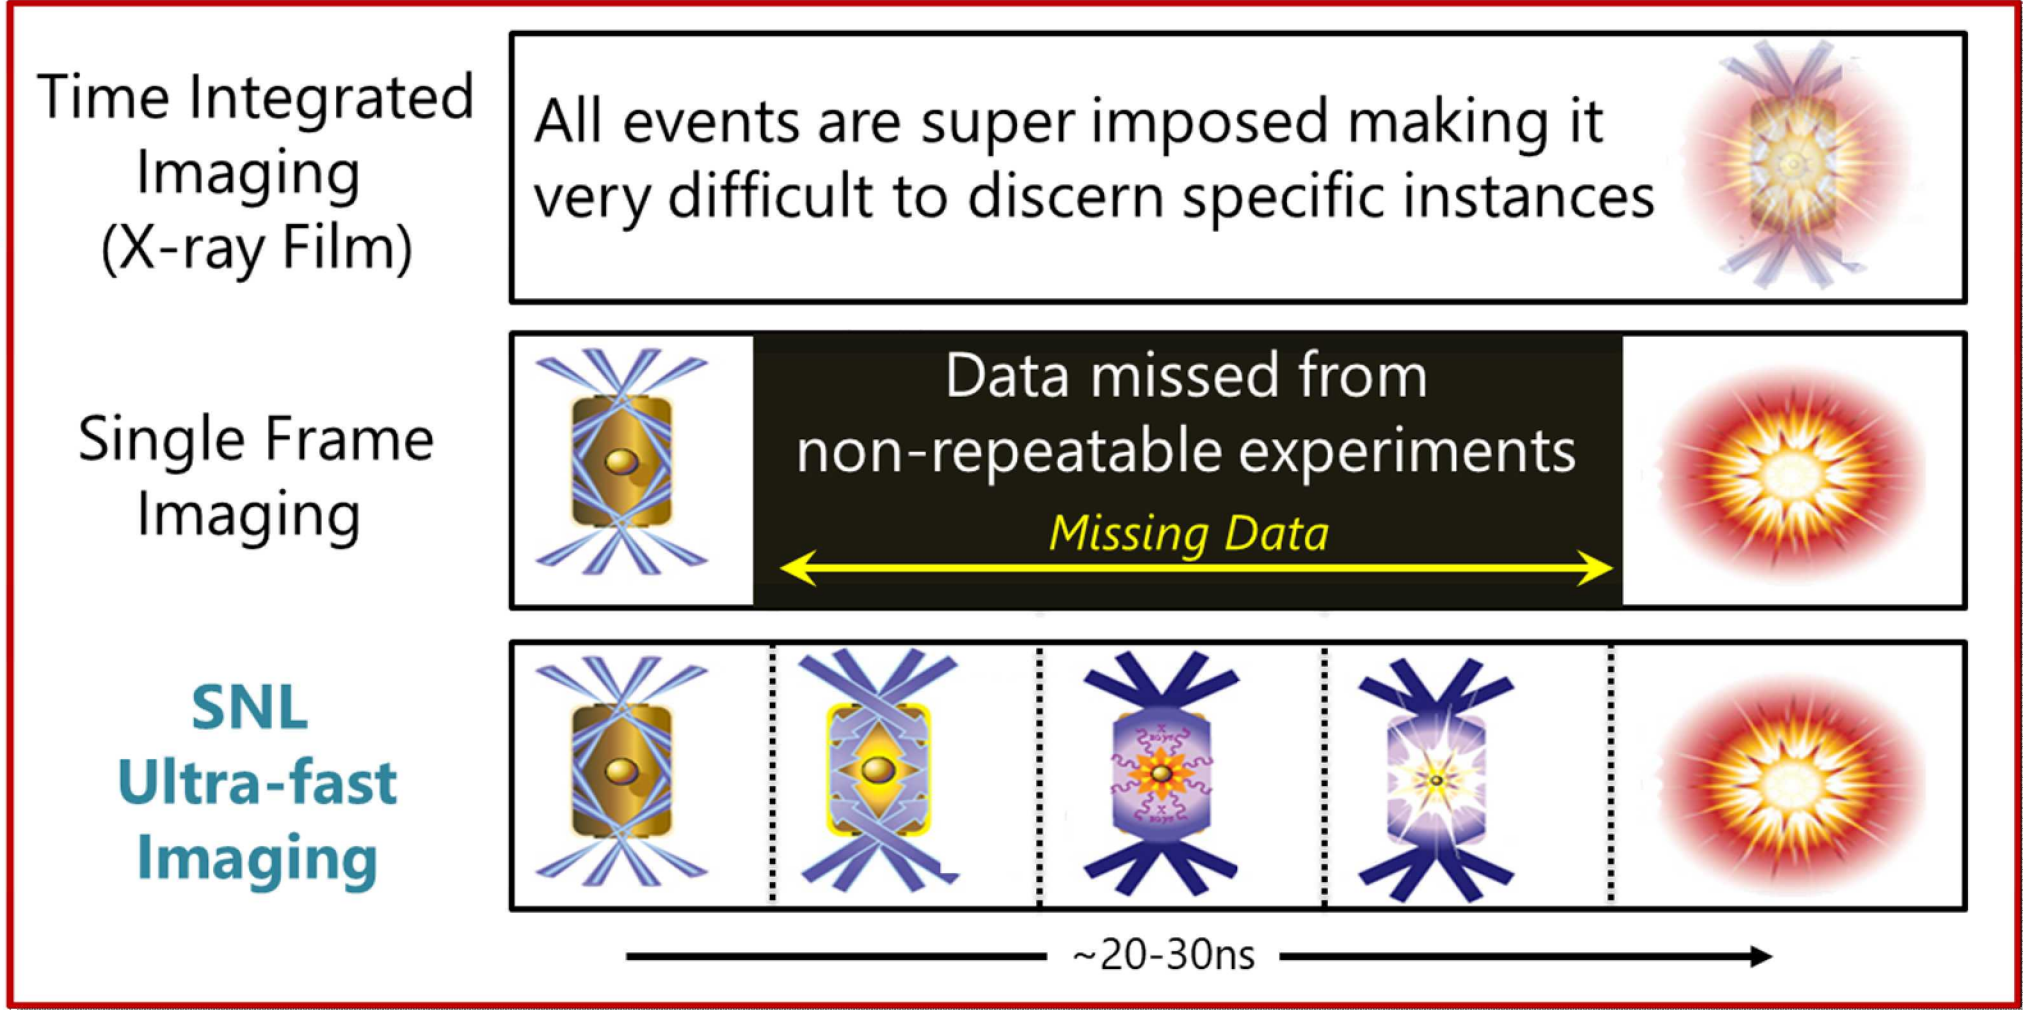 Time Integrated
Imaging
(X-ray Film)
All events are super imposed making it
very difficult to discern specific instances
Single Frame
Imaging
Data missed from
non-repeatable experiments
Missing Data
SNL
Ultra-fast
Imaging
~20-30ns